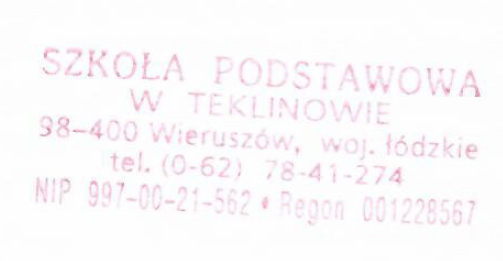 SZKOŁA PODSTAWOWA
W TEKLINOWIE
98-400 Wieruszów, woj. łódzkie
tel. (0-62) 78-41-274
NIP 997-00-21-562 • Regon 001228567